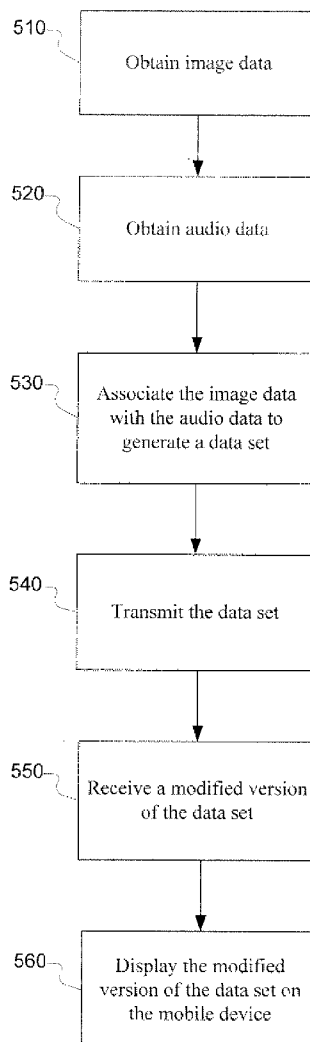 510
Obtain image data
520
Obtain audio data
530
Associate the image data
with the audio data to
generate a data set
540
Transmit the data set
550
Receive a modified version
of the data set
560
Display the modified
version of the data set on
the mobile device